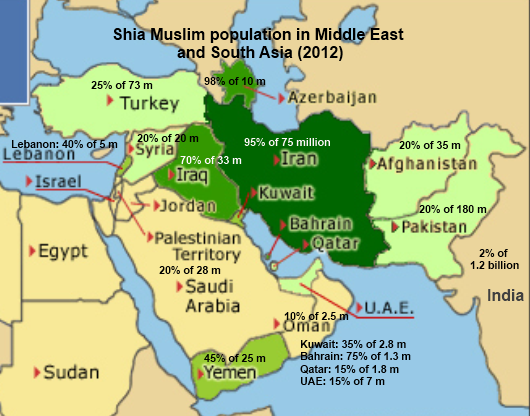 Shia Muslim population in Middle East
and South Asia (2012)
98% of 10 m
25% of 73 m
Azerbaijan
Turkey
Lebanon: 40% of 5 m
20% of 20 m
95% of 75 million
20% of 35 m
Lebanon
Syria
70% of 33 m
Iran
Afghanistan
Israel
Iraq
Kuwait
Jordan
20% of 180 m
Bahrain
Pakistan
Palestinian
Territory
Qatar
Egypt
2% of
1.2 billion
20% of 28 m
Saudi
Arabia
India
U.A.E.
10% of 2.5 m
Oman
Kuwait: 35% of 2.8 m
Bahrain: 75% of 1.3 m
Qatar: 15% of 1.8 m
UAE: 15% of 7 m
45% of 25 m
Yemen
Sudan